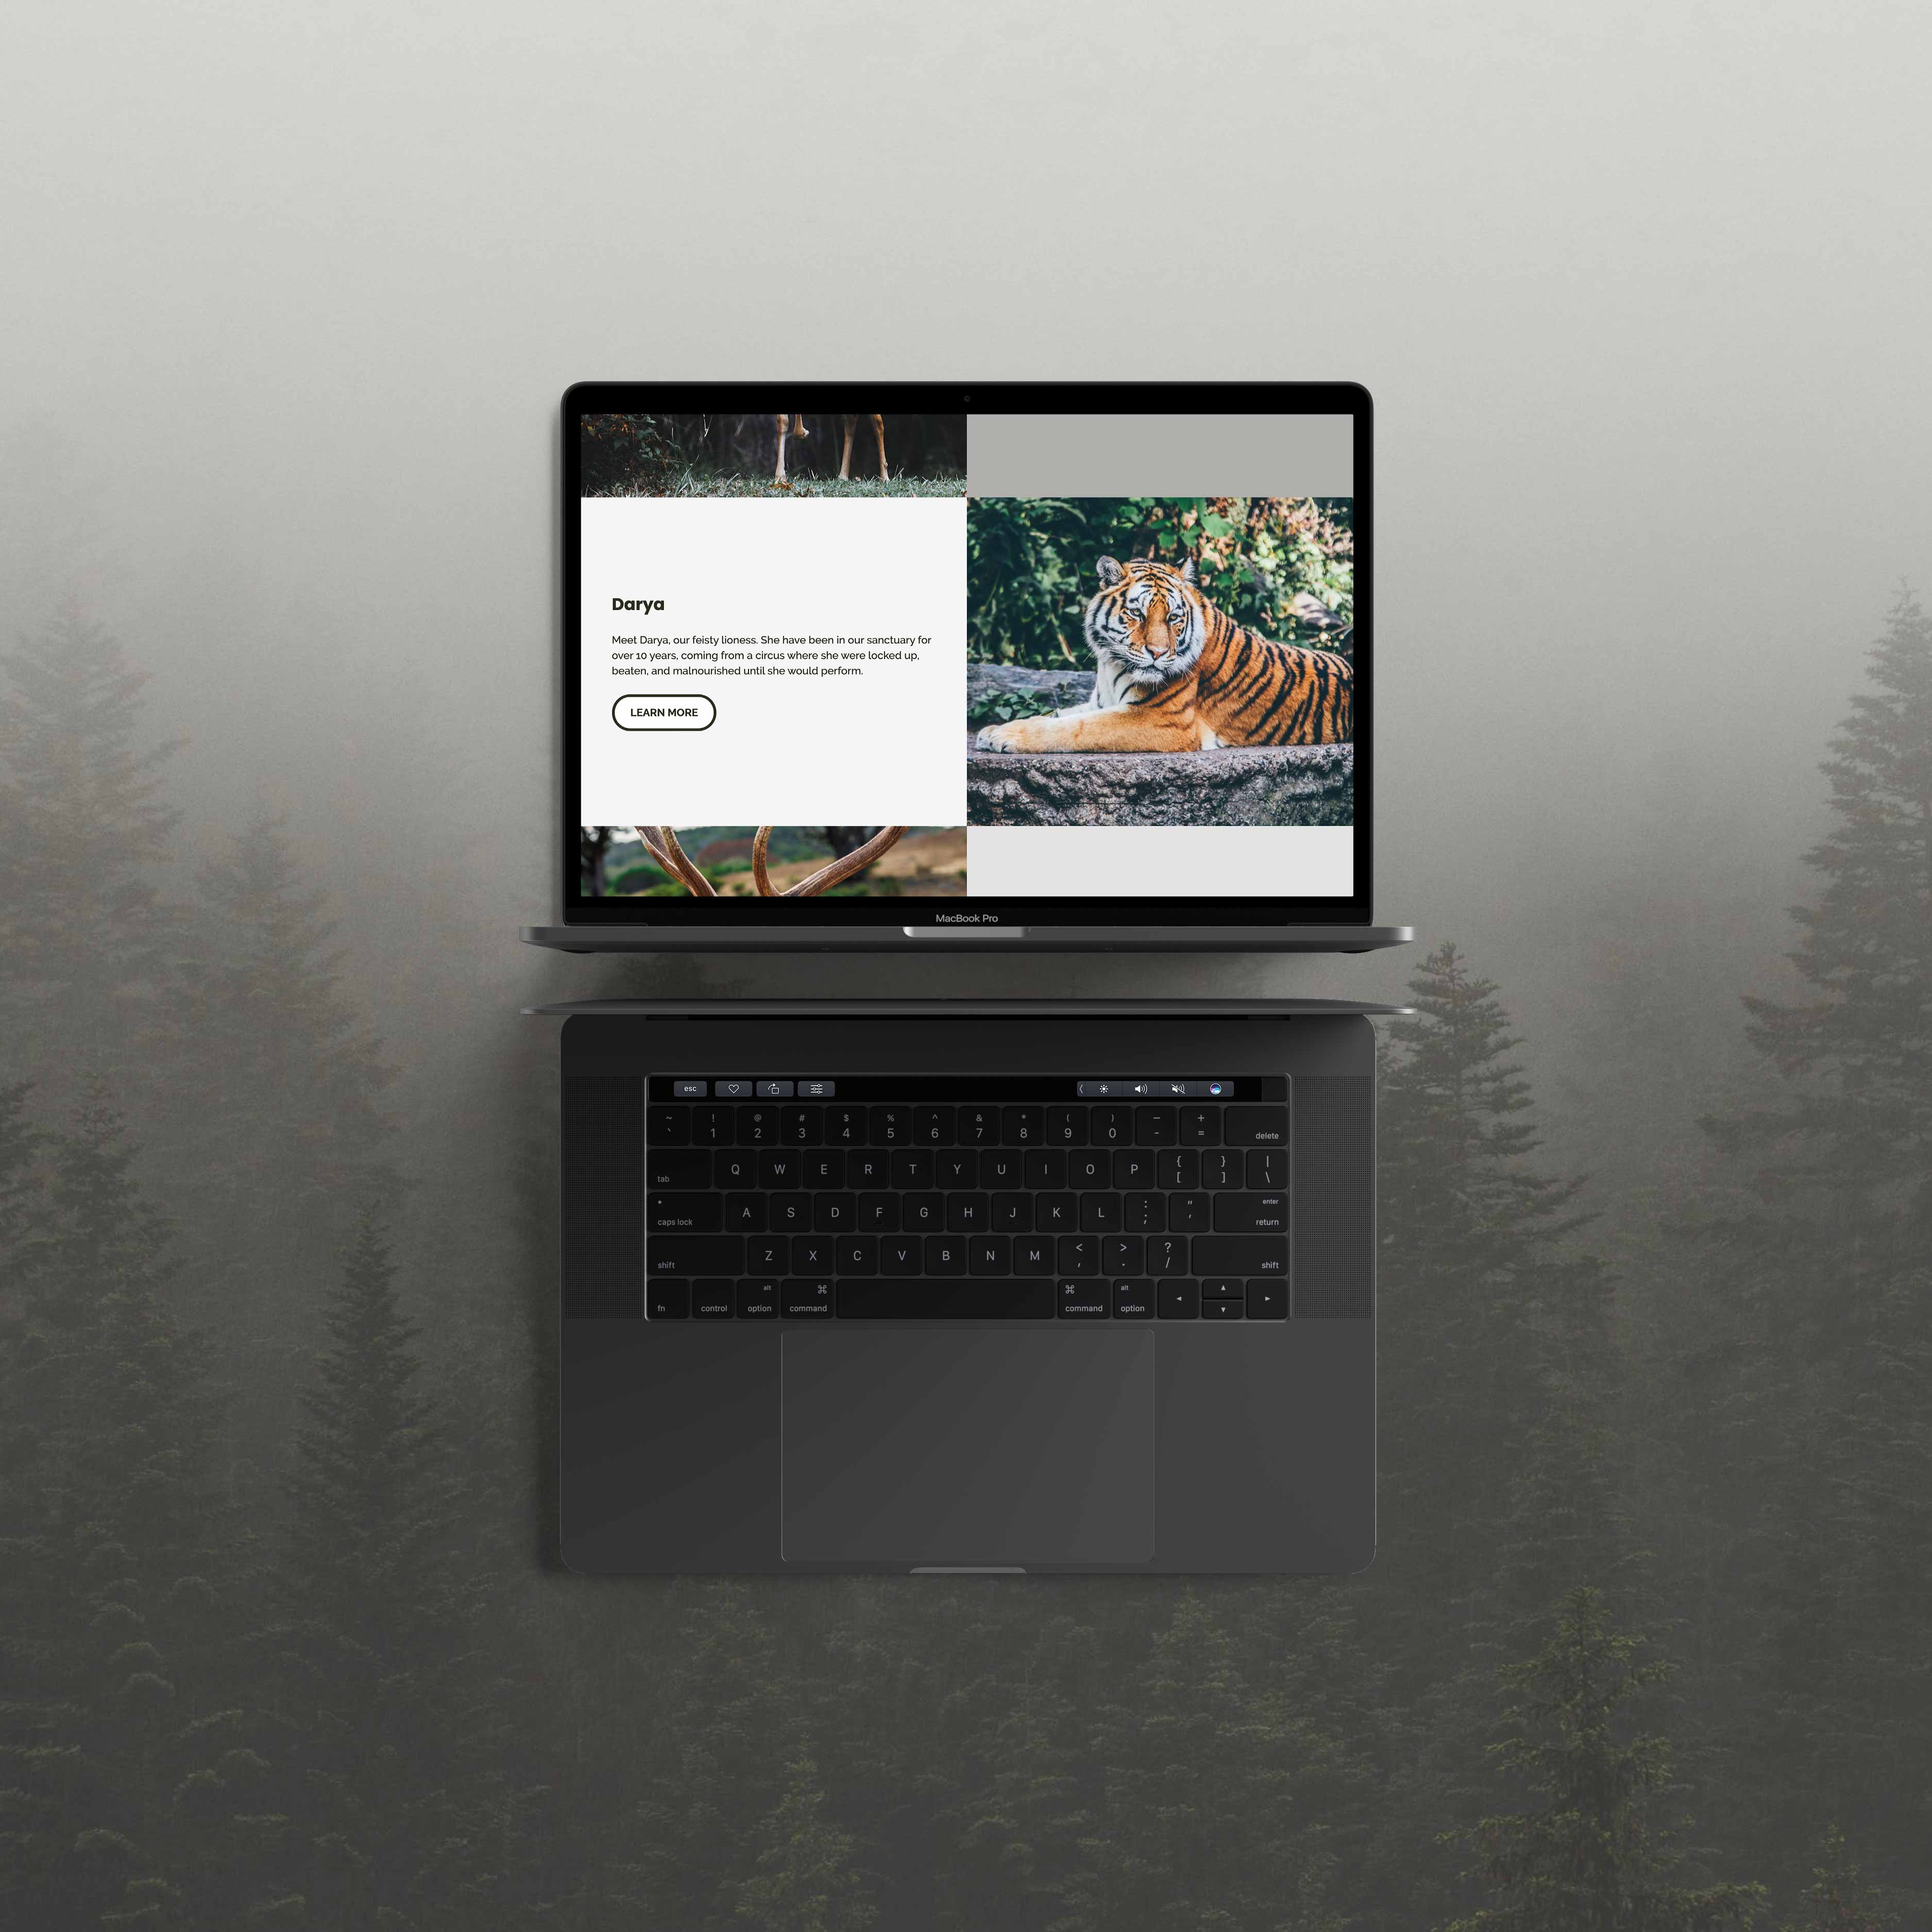 Darya
Meet Darya, our feisty lioness. She have been in our sanctuary for
over 10 years, coming from a circus where she were locked up,
beaten, and malnourished until she would perform.
LEARN MORE
MacBook Pro
esc
~ ! @ # $ % ^ & * ( ) – +
` 1 2 3 4 5 6 7 8 9 0 - = delete
tab Q W E R T Y U I O P { [ } ] | \
caps lock A S D F G H J K L : ; " ' enter return
shift Z X C V B N M < , > . ? / shift
fn control alt option ⌘ command ⌘ command alt option ◄ ▲ ▼ ►